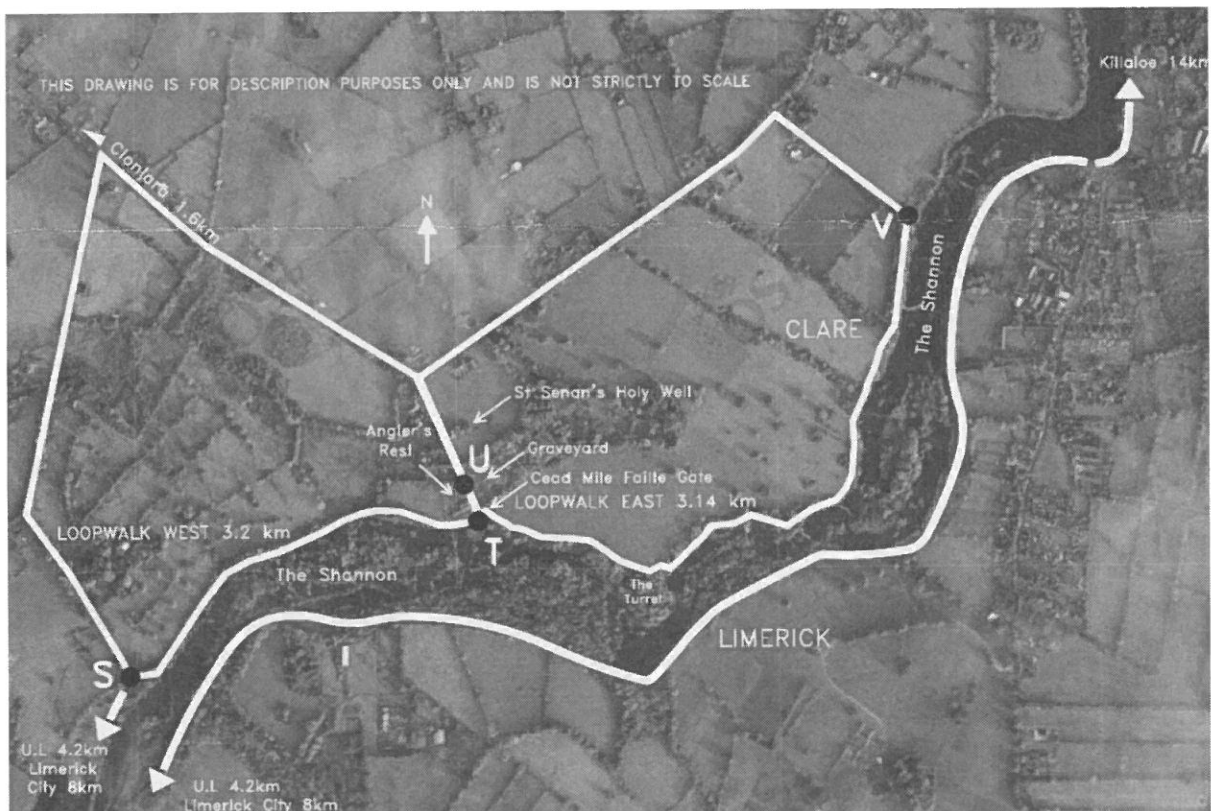 Killaloe 14km
THIS DRAWING IS FOR DESCRIPTION PURPOSES ONLY AND IS NOT STRICTLY TO SCALE
Clonlara 1.6km
N
V
The Shannon
CLARE
St Senan's Holy Well
Angler's
Rest
U
Graveyard
Cead Mile Failte Gate
LOOPWALK EAST 3.14 km
LOOPWALK WEST 3.2 km
T
The Shannon
The
Turret
LIMERICK
S
U.L 4.2km
Limerick
City 8km
U.L 4.2km
Limerick City 8km